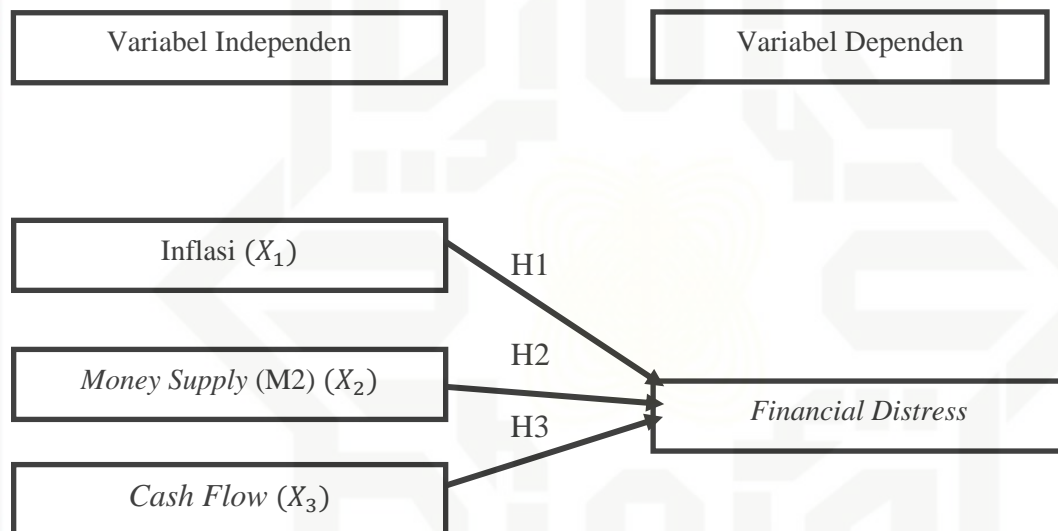 Variabel Independen
Variabel Dependen
Inflasi (X₁)
H1
Money Supply (M2) (X₂)
H2
Financial Distress
H3
Cash Flow (X₃)